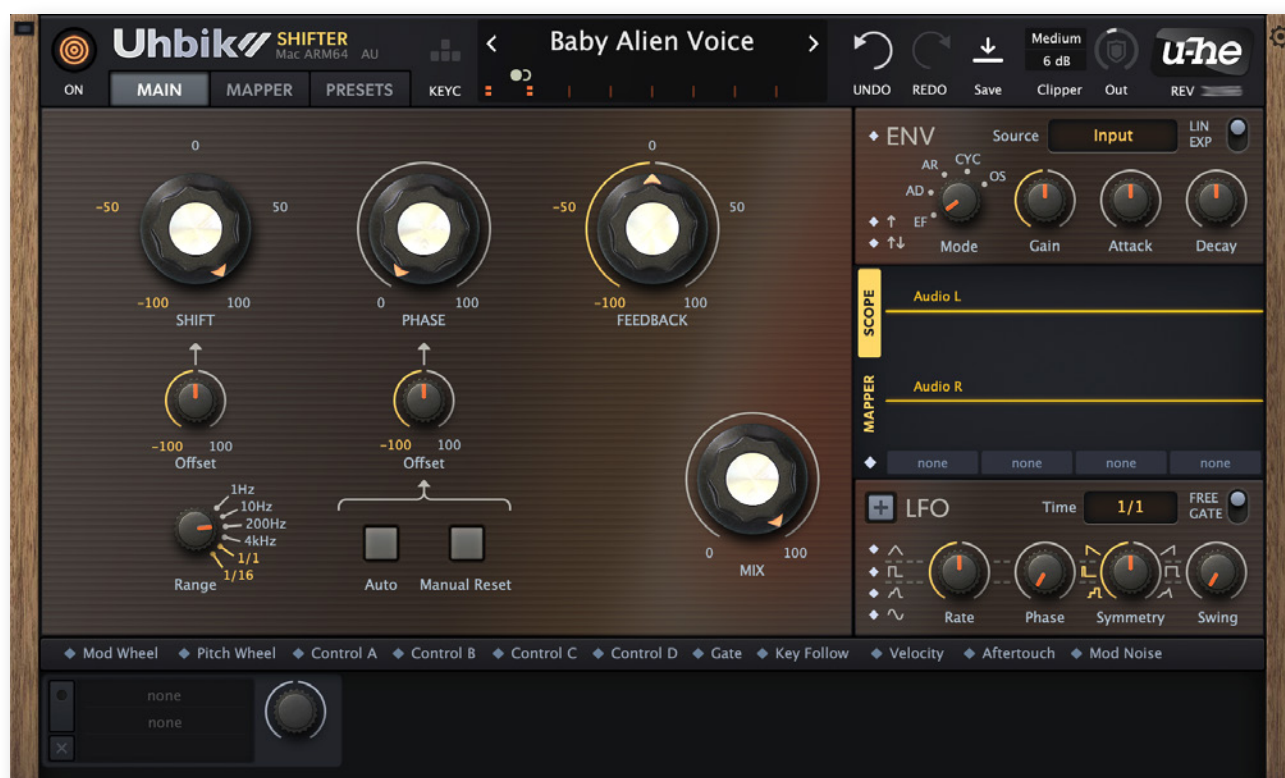 Uhbik SHIFTER
Mac ARM64 AU
Baby Alien Voice
Medium
6 dB
u-he
ON
MAIN
MAPPER
PRESETS
KEYC
UNDO
REDO
Save
Clipper
Out
REV
0
-50
50
-100
100
SHIFT
0
100
PHASE
0
-50
50
-100
100
FEEDBACK
-100
100
Offset
-100
100
Offset
1Hz
10Hz
200Hz
4kHz
1/1
1/16
Range
Auto
Manual Reset
0
100
MIX
ENV
Source
Input
LIN
EXP
EF
AD
AR
CYC
OS
Mode
Gain
Attack
Decay
SCOPE
MAPPER
Audio L
Audio R
none
none
none
none
LFO
Time
1/1
FREE
GATE
Rate
Phase
Symmetry
Swing
Mod Wheel
Pitch Wheel
Control A
Control B
Control C
Control D
Gate
Key Follow
Velocity
Aftertouch
Mod Noise
none
none